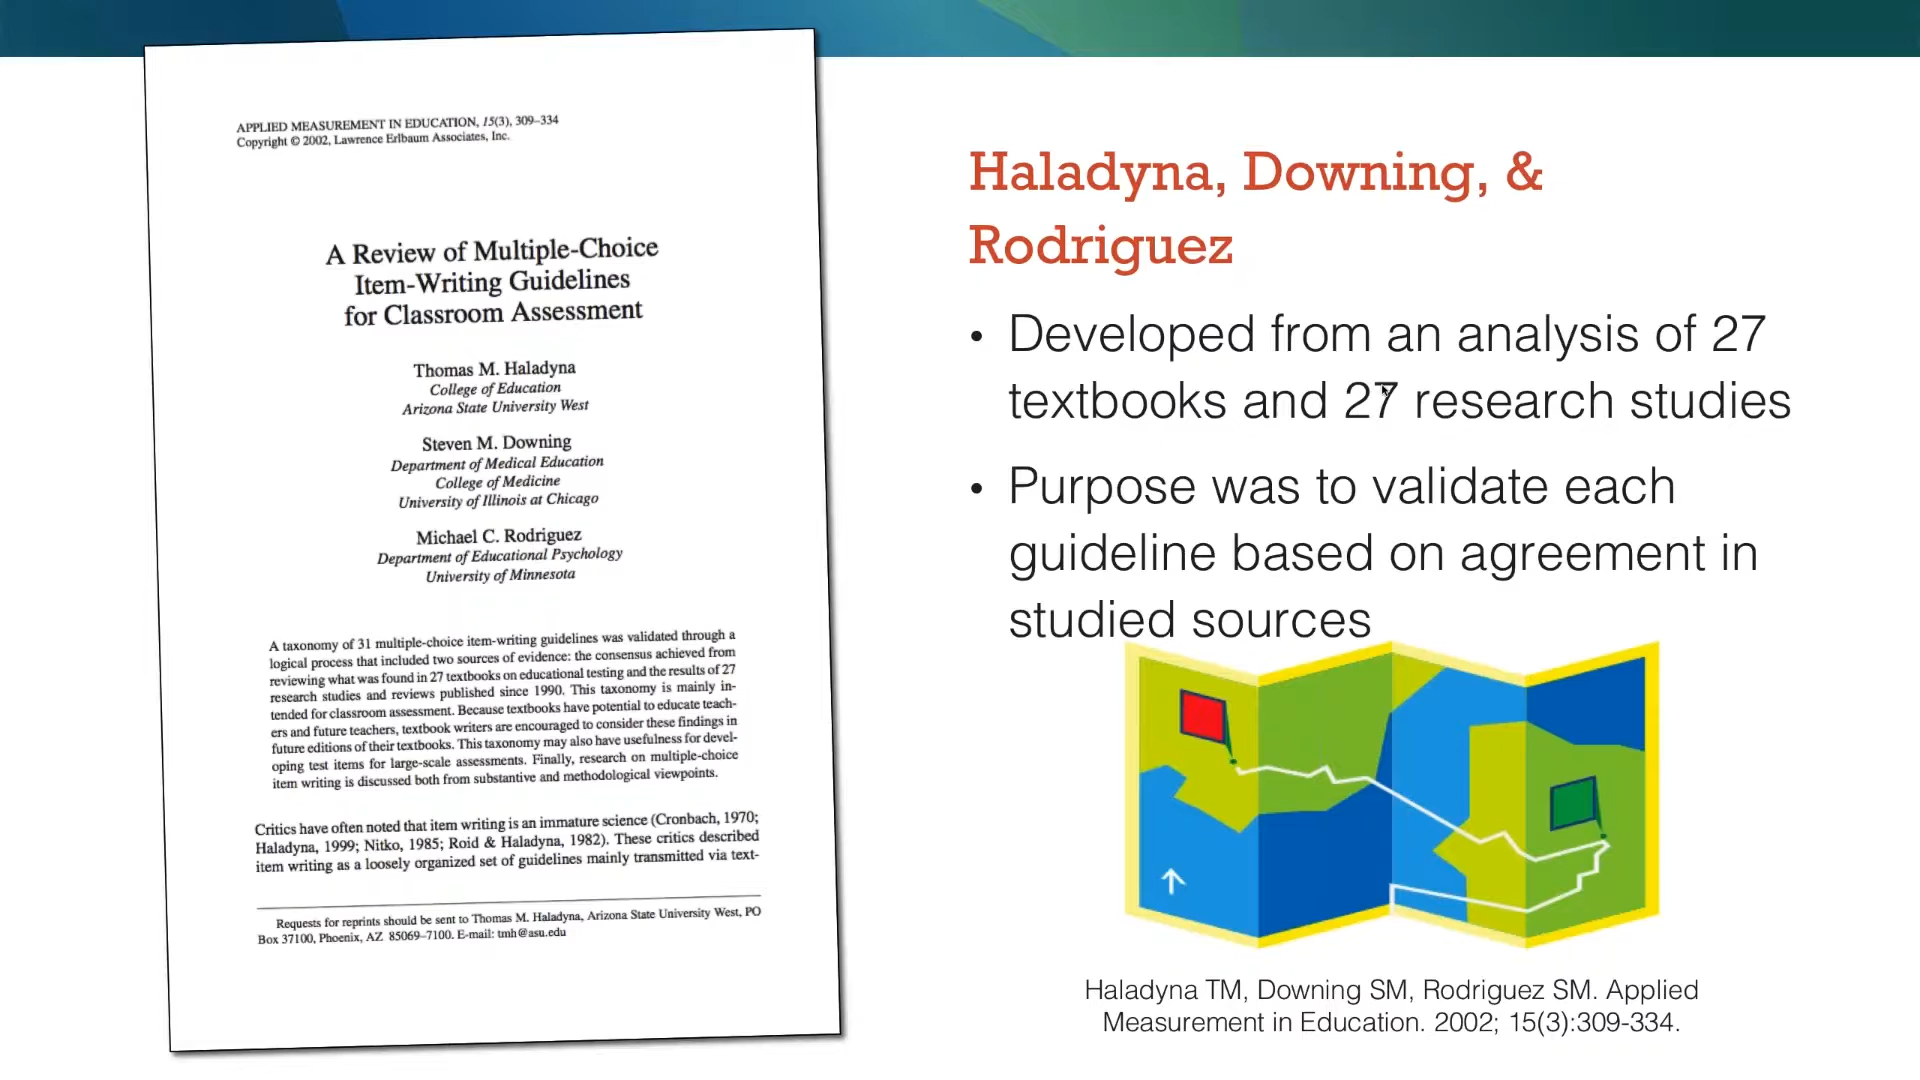 APPLIED MEASUREMENT IN EDUCATION, 15(3), 309–334
Copyright © 2002, Lawrence Erlbaum Associates, Inc.
A Review of Multiple-Choice
Item-Writing Guidelines
for Classroom Assessment
Thomas M. Haladyna
College of Education
Arizona State University West
Steven M. Downing
Department of Medical Education
College of Medicine
University of Illinois at Chicago
Michael C. Rodriguez
Department of Educational Psychology
University of Minnesota
A taxonomy of 31 multiple-choice item-writing guidelines was validated through a
logical process that included two sources of evidence: the consensus achieved from
reviewing what was found in 27 textbooks on educational testing and the results of 27
research studies and reviews published since 1990. This taxonomy is mainly in-
tended for classroom assessment. Because textbooks have potential to educate teach-
ers and future teachers, textbook writers are encouraged to consider these findings in
future editions of their textbooks. This taxonomy may also have usefulness for devel-
oping test items for large-scale assessments. Finally, research on multiple-choice
item writing is discussed both from substantive and methodological viewpoints.
Critics have often noted that item writing is an immature science (Cronbach, 1970;
Haladyna, 1999; Nitko, 1985; Roid & Haladyna, 1982). These critics described
item writing as a loosely organized set of guidelines mainly transmitted via text-
Requests for reprints should be sent to Thomas M. Haladyna, Arizona State University West, PO
Box 37100, Phoenix, AZ 85069–7100. E-mail: tmh@asu.edu
Haladyna, Downing, &
Rodriguez
• Developed from an analysis of 27
textbooks and 27 research studies
• Purpose was to validate each
guideline based on agreement in
studied sources
Haladyna TM, Downing SM, Rodriguez SM. Applied
Measurement in Education. 2002; 15(3):309-334.